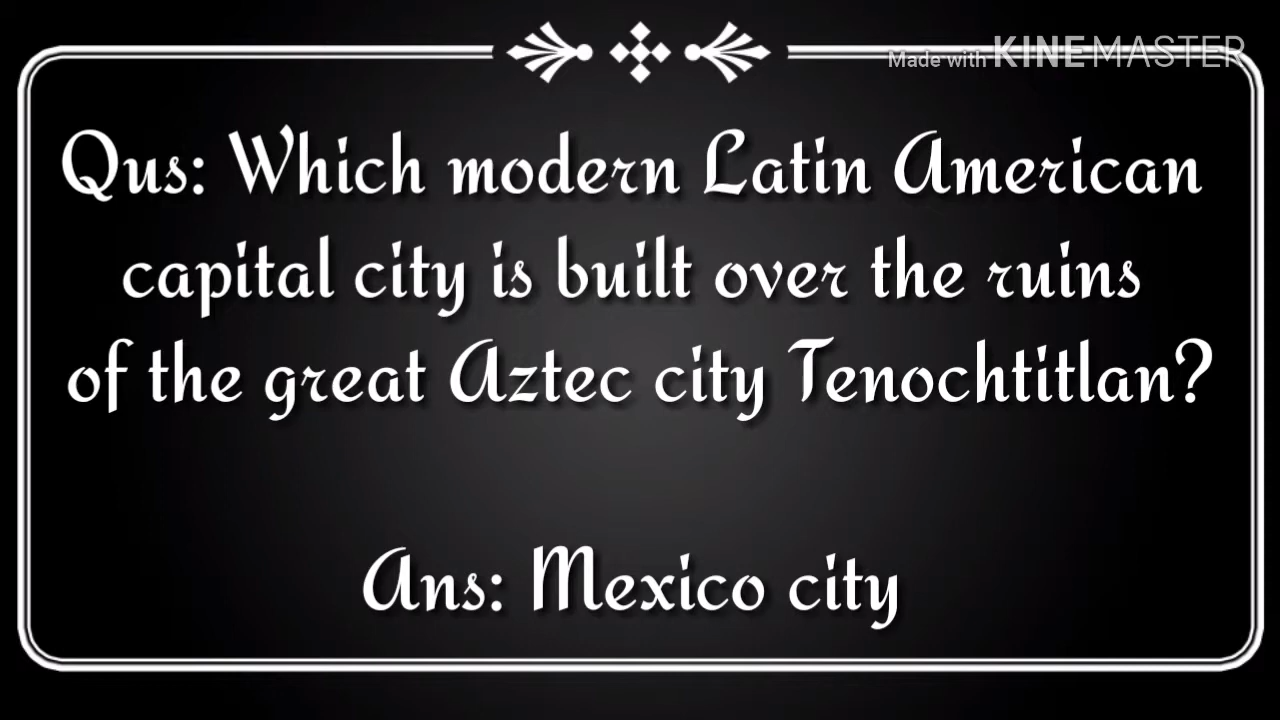 Made with KINEMASTER
Qus: Which modern Latin American
capital city is built over the ruins
of the great Aztec city Tenochtitlan?
Ans: Mexico city